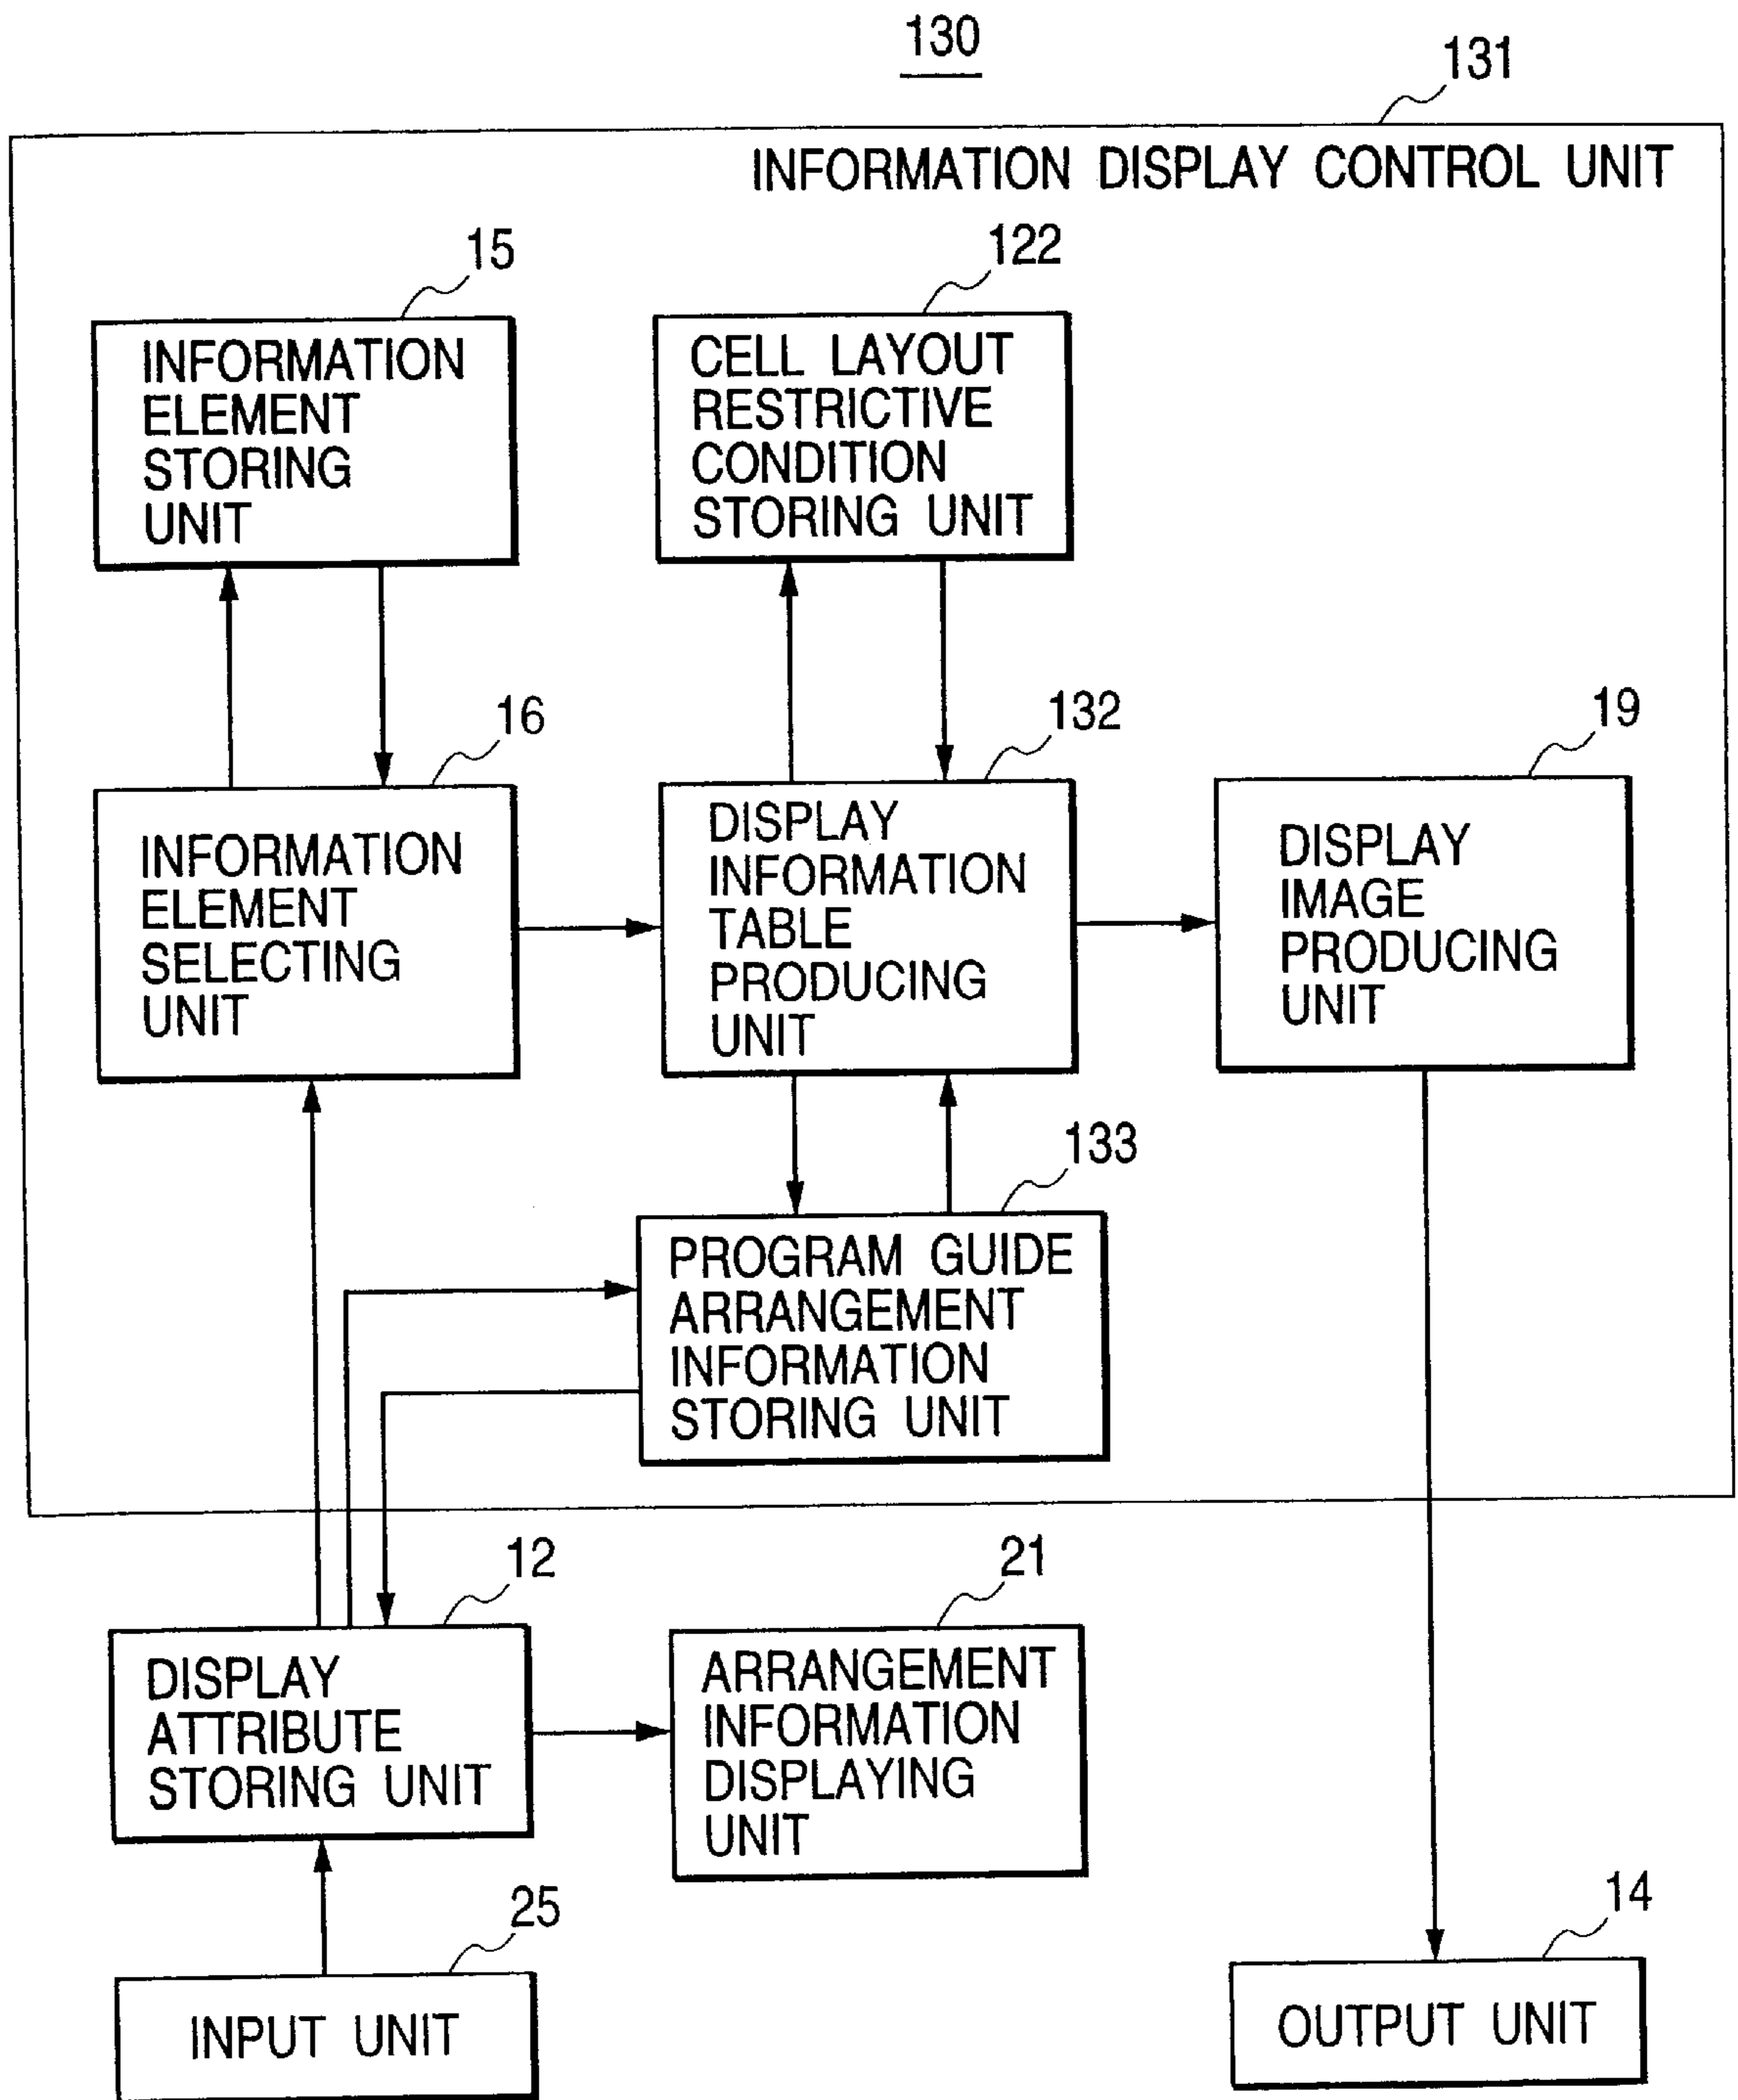 130
131
INFORMATION DISPLAY CONTROL UNIT
15
INFORMATION
ELEMENT
STORING
UNIT
122
CELL LAYOUT
RESTRICTIVE
CONDITION
STORING UNIT
16
INFORMATION
ELEMENT
SELECTING
UNIT
132
DISPLAY
INFORMATION
TABLE
PRODUCING
UNIT
19
DISPLAY
IMAGE
PRODUCING
UNIT
133
PROGRAM GUIDE
ARRANGEMENT
INFORMATION
STORING UNIT
12
DISPLAY
ATTRIBUTE
STORING UNIT
21
ARRANGEMENT
INFORMATION
DISPLAYING
UNIT
25
INPUT UNIT
14
OUTPUT UNIT